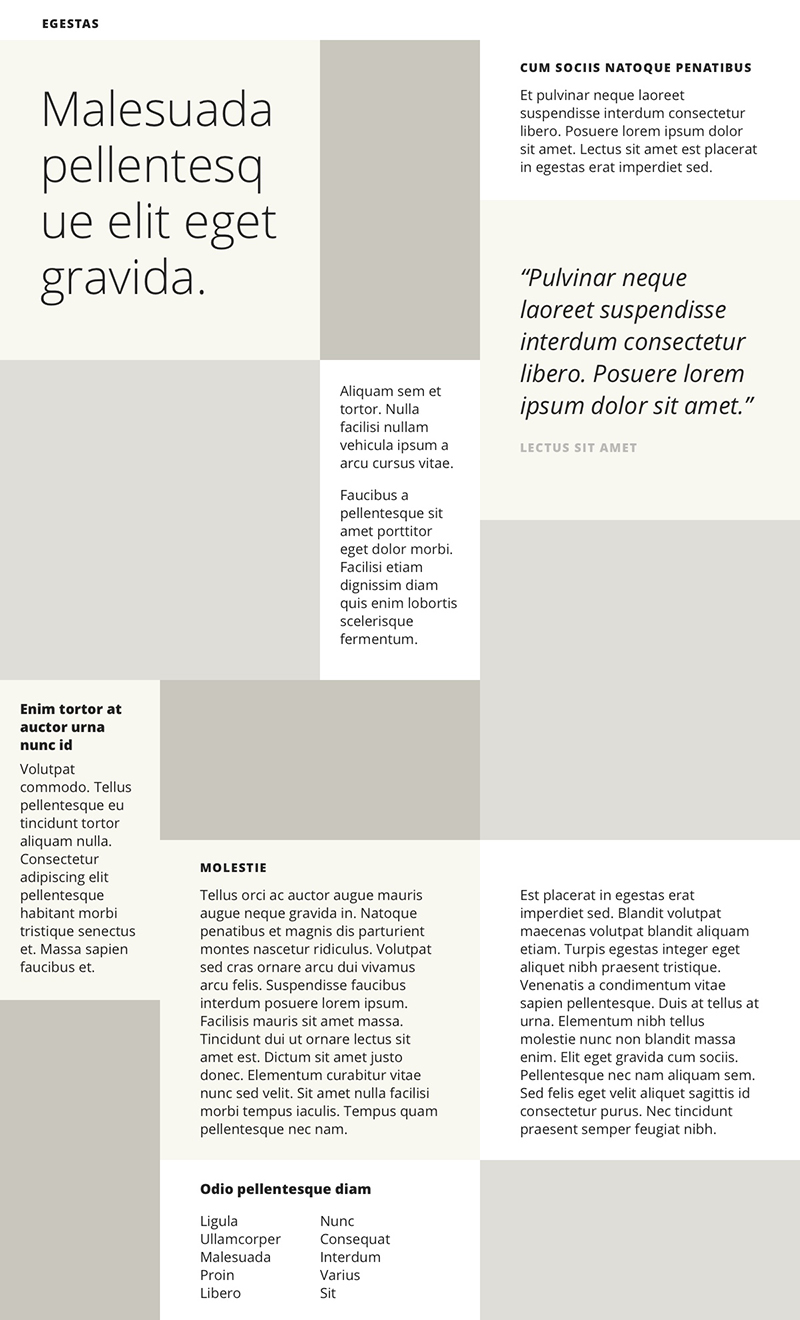 EGESTAS
Malesuada
pellentesq
ue elit eget
gravida.
CUM SOCIIS NATOQUE PENATIBUS
Et pulvinar neque laoreet
suspendisse interdum consectetur
libero. Posuere lorem ipsum dolor
sit amet. Lectus sit amet est placerat
in egestas erat imperdiet sed.
“Pulvinar neque
laoreet suspendisse
interdum consectetur
libero. Posuere lorem
ipsum dolor sit amet.”
LECTUS SIT AMET
Aliquam sem et
tortor. Nulla
facilisi nullam
vehicula ipsum a
arcu cursus vitae.
Faucibus a
pellentesque sit
amet porttitor
eget dolor morbi.
Facilisi etiam
dignissim diam
quis enim lobortis
scelerisque
fermentum.
Enim tortor at
auctor urna
nunc id
Volutpat
commodo. Tellus
pellentesque eu
tincidunt tortor
aliquam nulla.
Consectetur
adipiscing elit
pellentesque
habitant morbi
tristique senectus
et. Massa sapien
faucibus et.
MOLESTIE
Tellus orci ac auctor augue mauris
augue neque gravida in. Natoque
penatibus et magnis dis parturient
montes nascetur ridiculus. Volutpat
sed cras ornare arcu dui vivamus
arcu felis. Suspendisse faucibus
interdum posuere lorem ipsum.
Facilisis mauris sit amet massa.
Tincidunt dui ut ornare lectus sit
amet est. Dictum sit amet justo
donec. Elementum curabitur vitae
nunc sed velit. Sit amet nulla facilisi
morbi tempus iaculis. Tempus quam
pellentesque nec nam.
Est placerat in egestas erat
imperdiet sed. Blandit volutpat
maecenas volutpat blandit aliquam
etiam. Turpis egestas integer eget
aliquet nibh praesent tristique.
Venenatis a condimentum vitae
sapien pellentesque. Duis at tellus at
urna. Elementum nibh tellus
molestie nunc non blandit massa
enim. Elit eget gravida cum sociis.
Pellentesque nec nam aliquam sem.
Sed felis eget velit aliquet sagittis id
consectetur purus. Nec tincidunt
praesent semper feugiat nibh.
Odio pellentesque diam
Ligula
Ullamcorper
Malesuada
Proin
Libero
Nunc
Consequat
Interdum
Varius
Sit